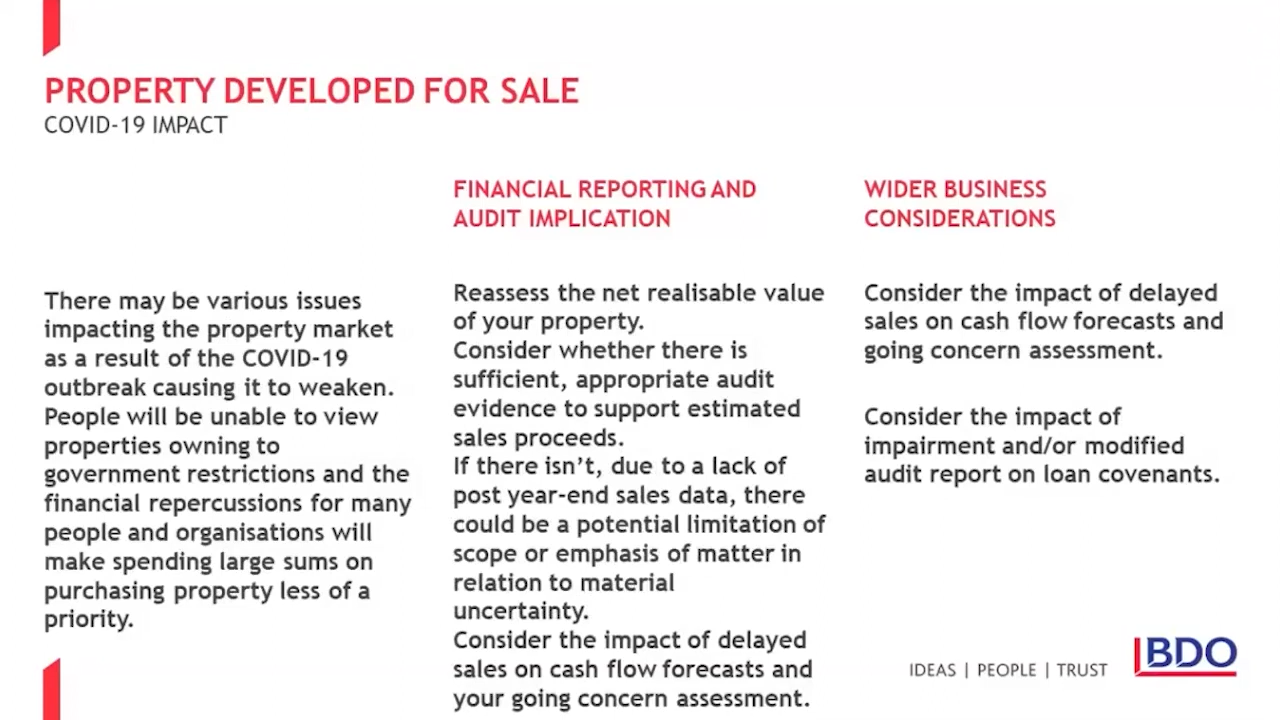 PROPERTY DEVELOPED FOR SALE
COVID-19 IMPACT
There may be various issues
impacting the property market
as a result of the COVID-19
outbreak causing it to weaken.
People will be unable to view
properties owning to
government restrictions and the
financial repercussions for many
people and organisations will
make spending large sums on
purchasing property less of a
priority.
FINANCIAL REPORTING AND
AUDIT IMPLICATION
Reassess the net realisable value
of your property.
Consider whether there is
sufficient, appropriate audit
evidence to support estimated
sales proceeds.
If there isn’t, due to a lack of
post year-end sales data, there
could be a potential limitation of
scope or emphasis of matter in
relation to material
uncertainty.
Consider the impact of delayed
sales on cash flow forecasts and
your going concern assessment.
WIDER BUSINESS
CONSIDERATIONS
Consider the impact of delayed
sales on cash flow forecasts and
going concern assessment.
Consider the impact of
impairment and/or modified
audit report on loan covenants.
IDEAS | PEOPLE | TRUST
BDO